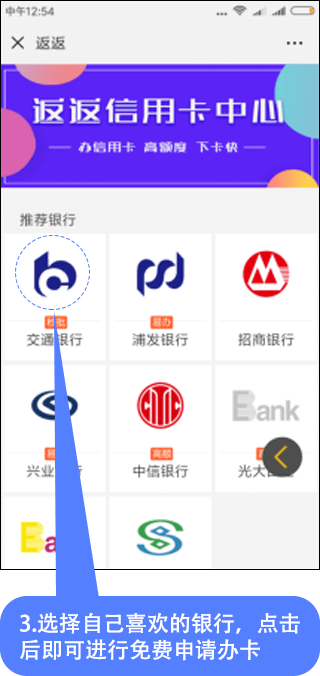 中午12:54
返返
返返信用卡中心
办信用卡 高额度 下卡快
推荐银行
秒批 易办
交通银行 浦发银行 招商银行
CITIC Bank
高额
兴业银行 中信银行 光大
Ba
3.选择自己喜欢的银行，点击
后即可进行免费申请办卡